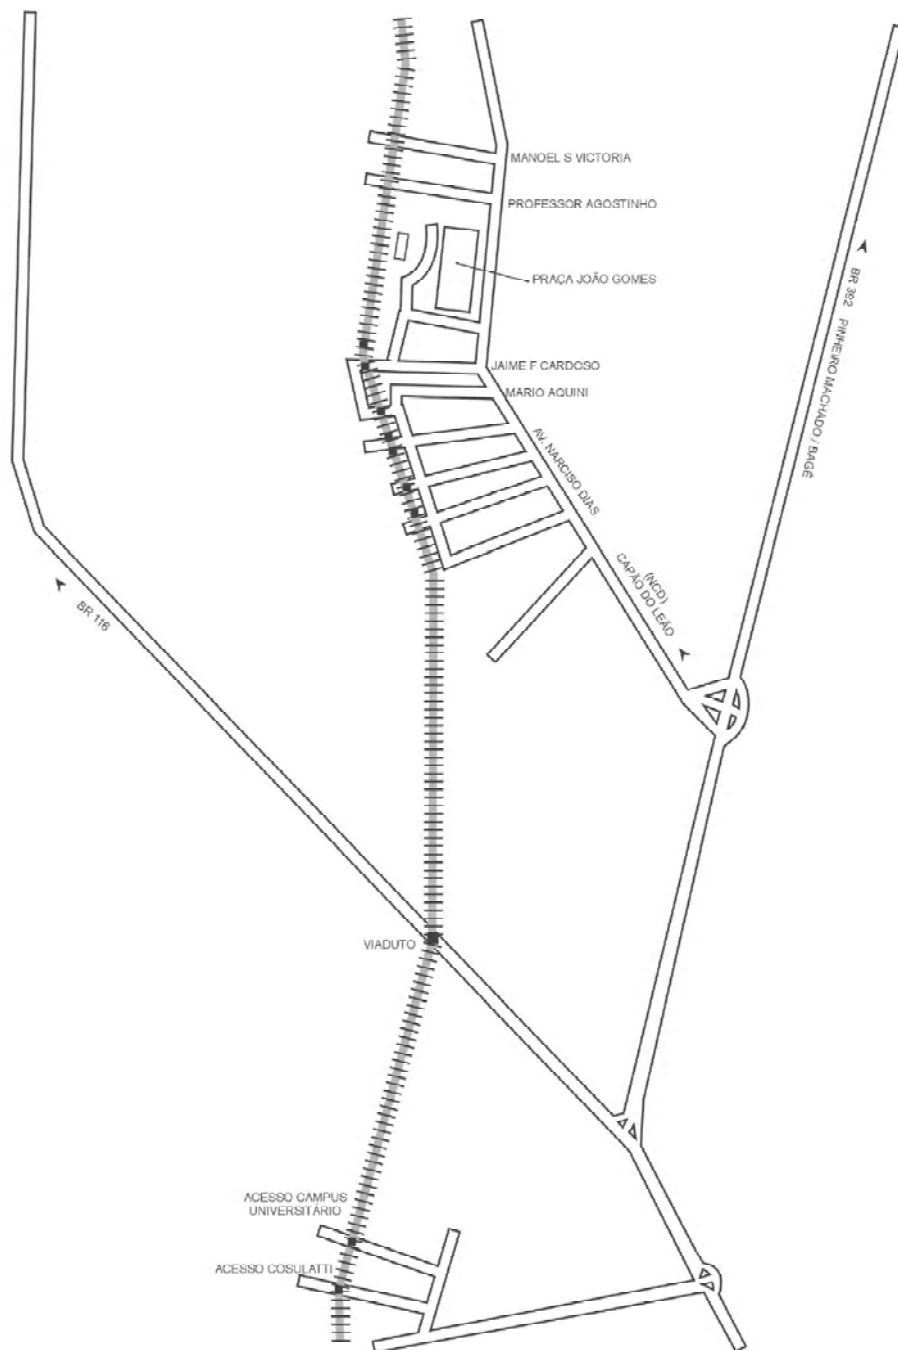 MANOEL S VICTORIA
PROFESSOR AGOSTINHO
PRAÇA JOÃO GOMES
BR 392 PINHEIRO MACHADO / BAGÉ
JAIME F CARDOSO
MARIO AQUINI
AV. NARCISO DIAS
(NCD)
CAPÃO DO LEÃO
BR 116
VIADUTO
ACESSO CAMPUS
UNIVERSITÁRIO
ACESSO COSULATTI